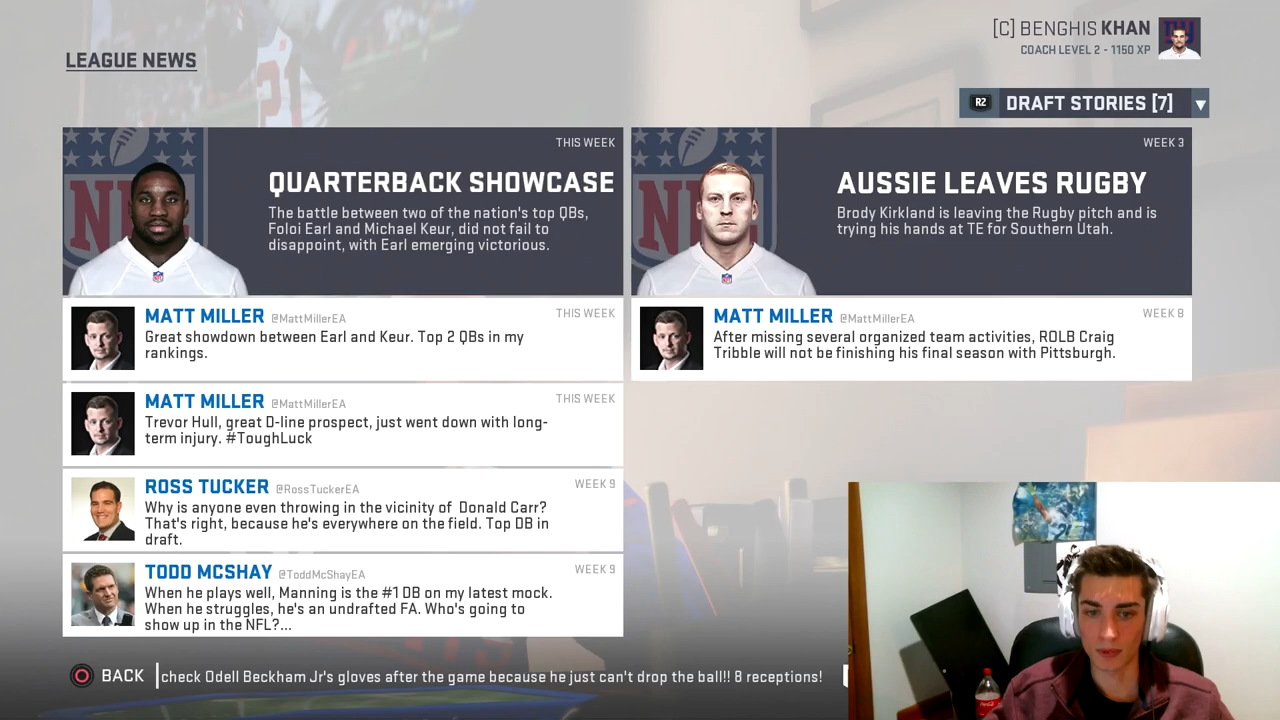 LEAGUE NEWS
[C] BENGHIS KHAN
COACH LEVEL 2 - 1150 XP
R2 DRAFT STORIES [7]
THIS WEEK
QUARTERBACK SHOWCASE
The battle between two of the nation's top QBs,
Foloi Earl and Michael Keur, did not fail to
disappoint, with Earl emerging victorious.
WEEK 3
AUSSIE LEAVES RUGBY
Brody Kirkland is leaving the Rugby pitch and is
trying his hands at TE for Southern Utah.
MATT MILLER @MattMillerEA THIS WEEK
Great showdown between Earl and Keur. Top 2 QBs in my
rankings.
MATT MILLER @MattMillerEA WEEK 8
After missing several organized team activities, ROLB Craig
Tribble will not be finishing his final season with Pittsburgh.
MATT MILLER @MattMillerEA THIS WEEK
Trevor Hull, great D-line prospect, just went down with long-
term injury. #ToughLuck
ROSS TUCKER @RossTuckerEA WEEK 9
Why is anyone even throwing in the vicinity of Donald Carr?
That's right, because he's everywhere on the field. Top DB in
draft.
TODD MCSHAY @ToddMcShayEA WEEK 9
When he plays well, Manning is the #1 DB on my latest mock.
When he struggles, he's an undrafted FA. Who's going to
show up in the NFL?...
BACK check Odell Beckham Jr's gloves after the game because he just can't drop the ball!! 8 receptions!